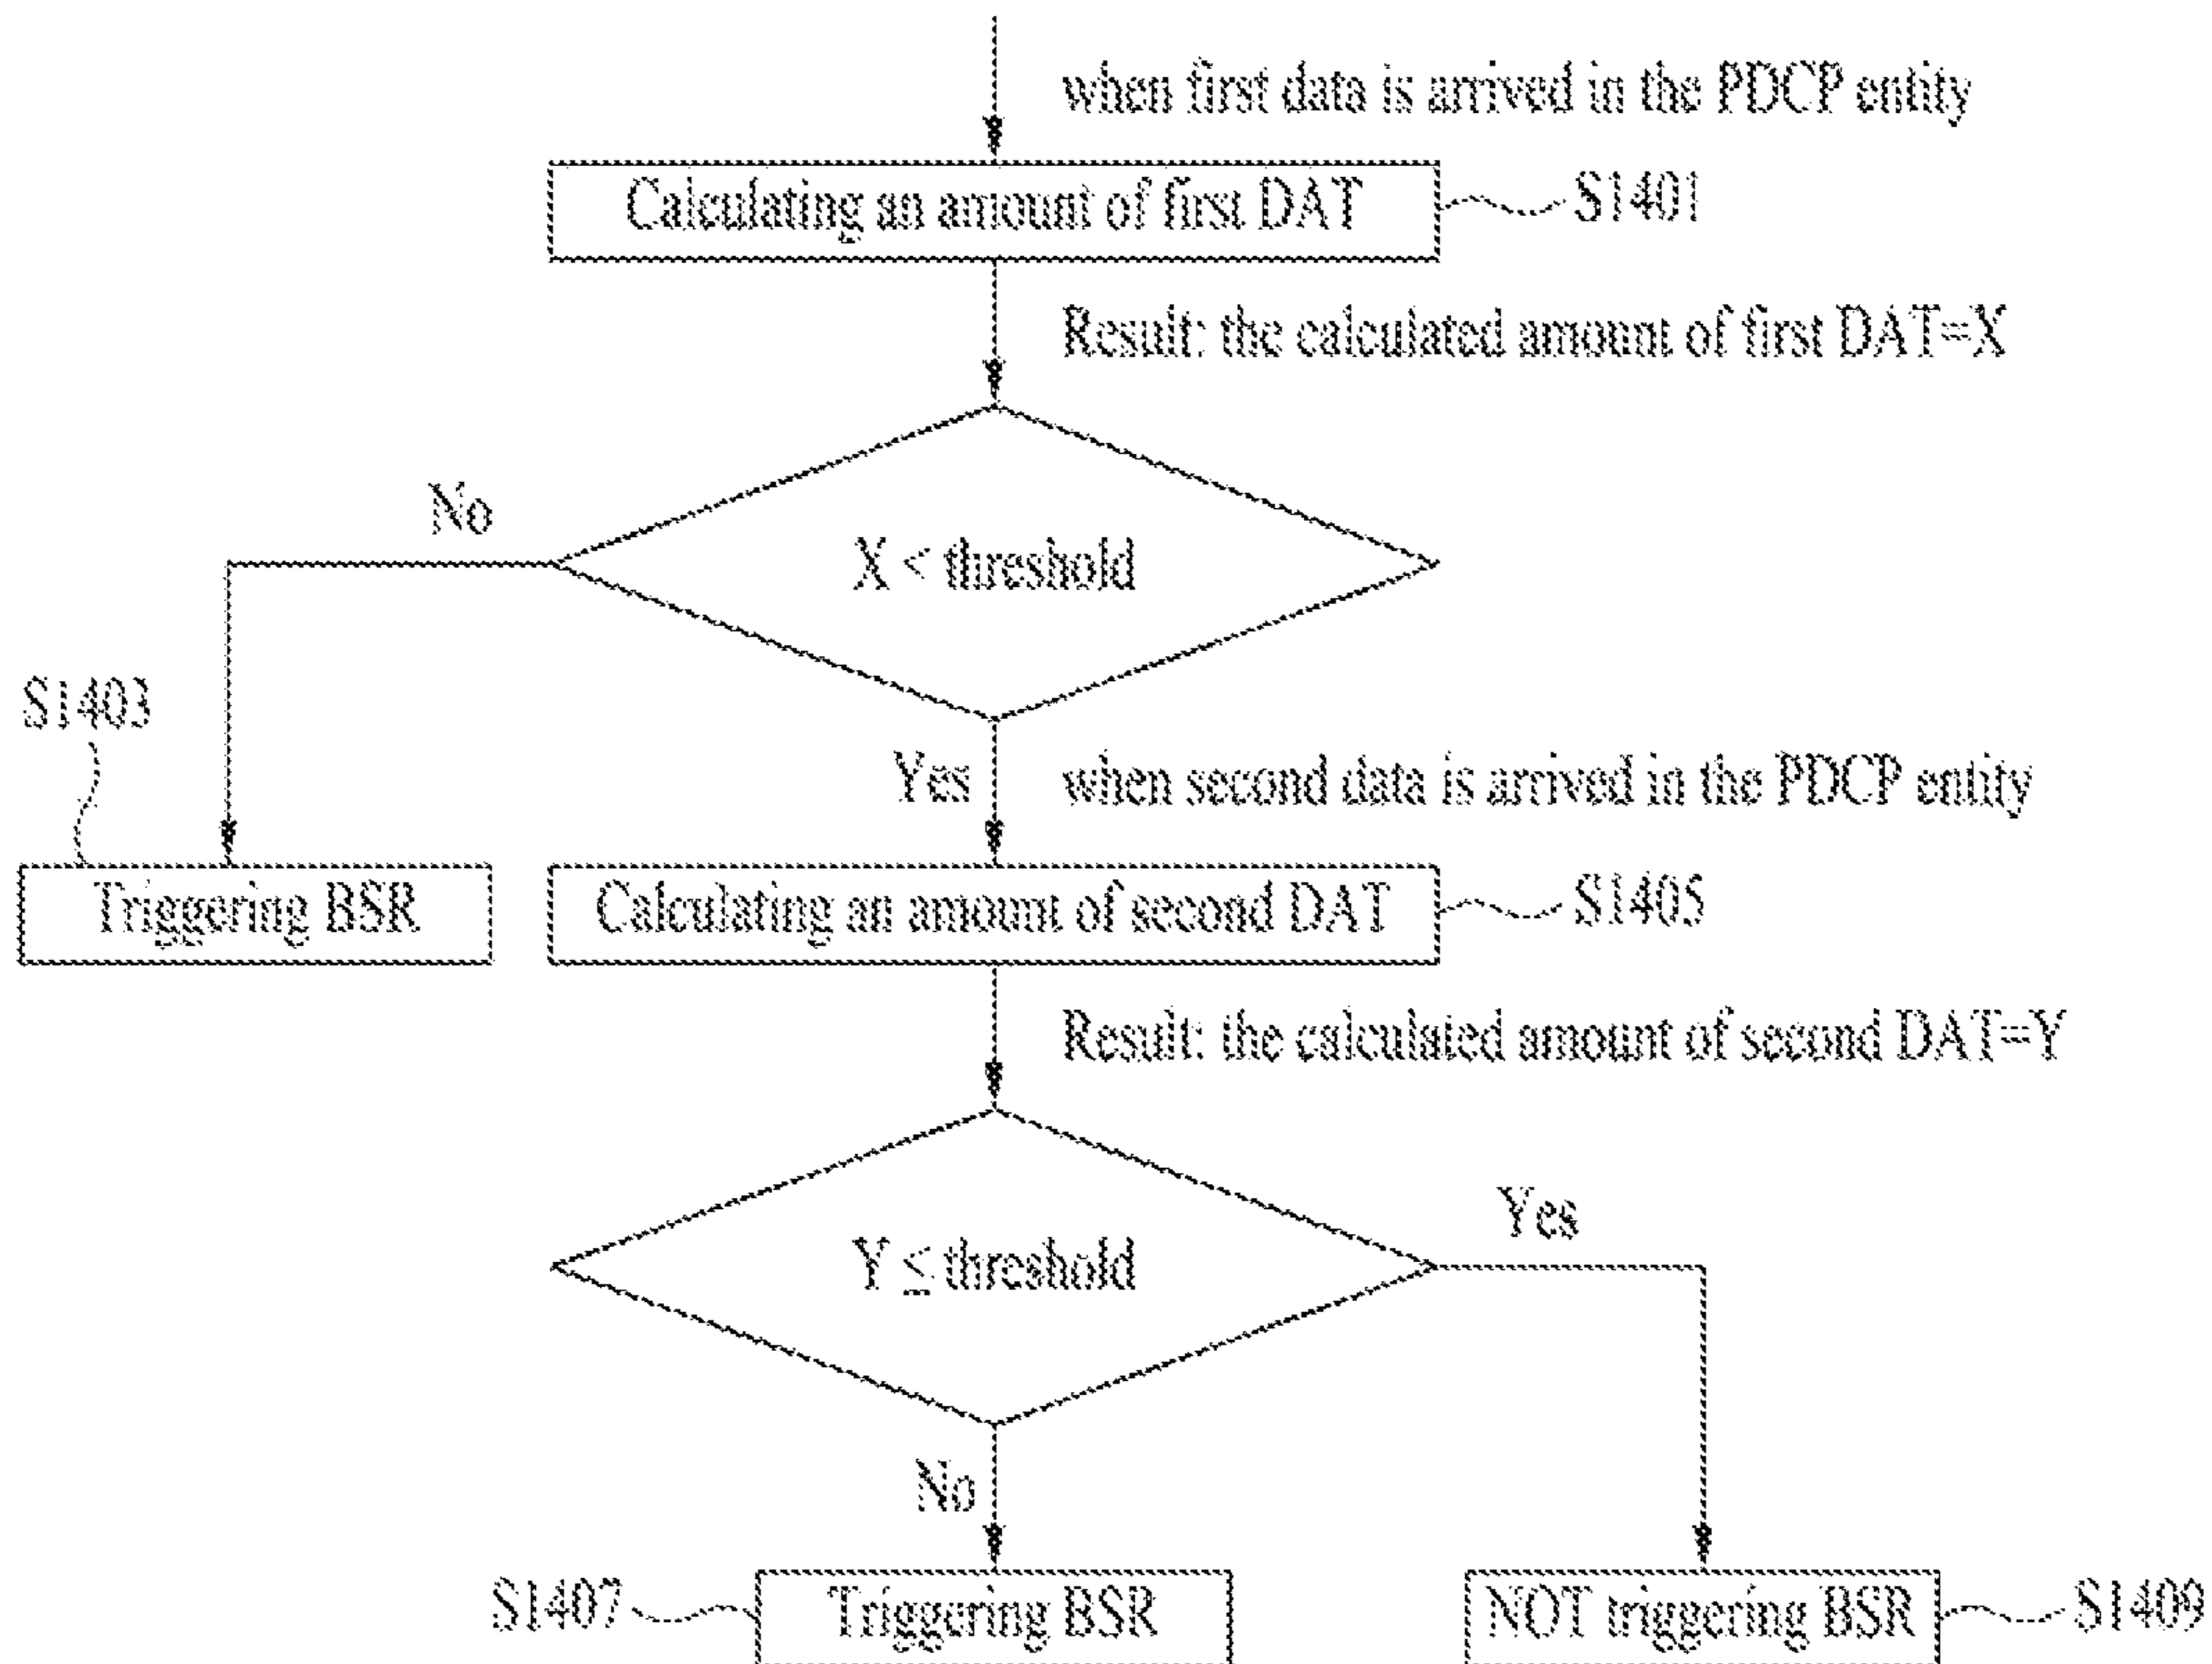 when first data is arrived in the PDCP entity
Calculating an amount of first DAT
S1401
Result: the calculated amount of first DAT=X
No
X < threshold
S1403
Yes
when second data is arrived in the PDCP entity
Triggering BSR
Calculating an amount of second DAT
S1405
Result: the calculated amount of second DAT=Y
Yes
Y ≤ threshold
No
S1407
Triggering BSR
NOT triggering BSR
S1409